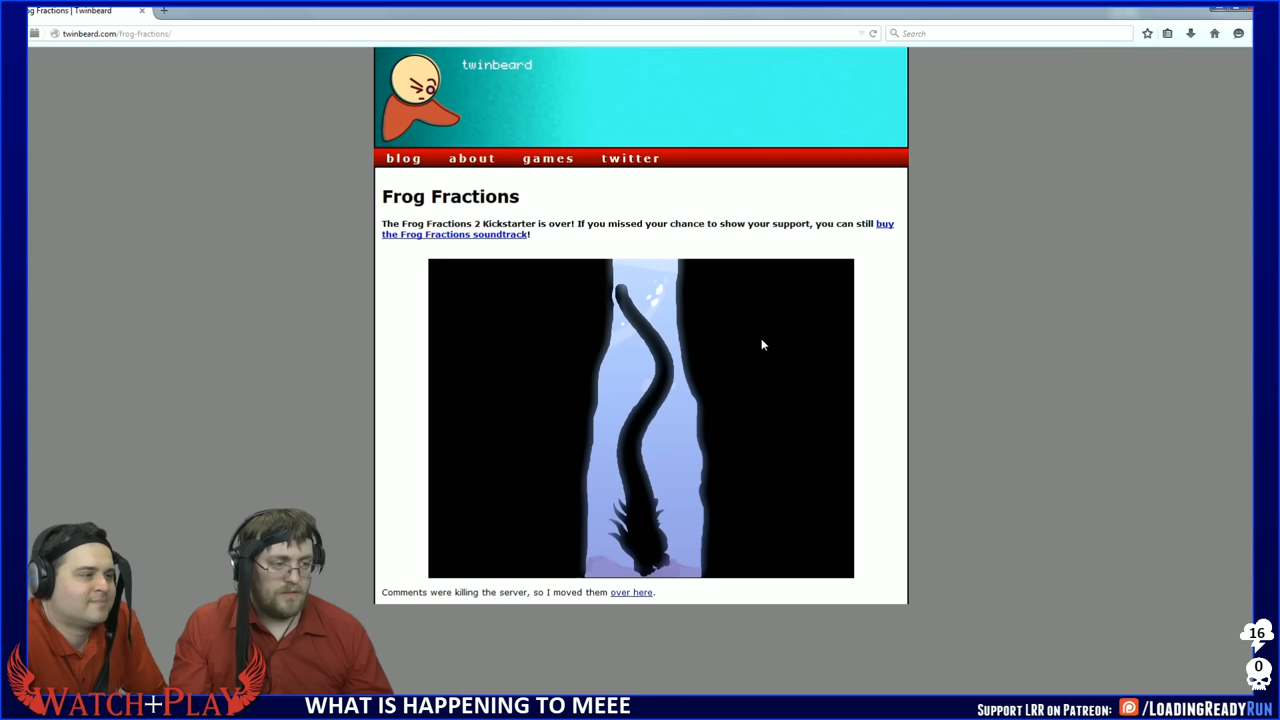 og Fractions | Twinbeard
twinbeard.com/frog-fractions/
Search
twinbeard
blog about games twitter
Frog Fractions
The Frog Fractions 2 Kickstarter is over! If you missed your chance to show your support, you can still buy
the Frog Fractions soundtrack!
Comments were killing the server, so I moved them over here.
16
0
WATCH+PLAY
WHAT IS HAPPENING TO MEEE
SUPPORT LRR ON PATREON: /LOADINGREADYRUN